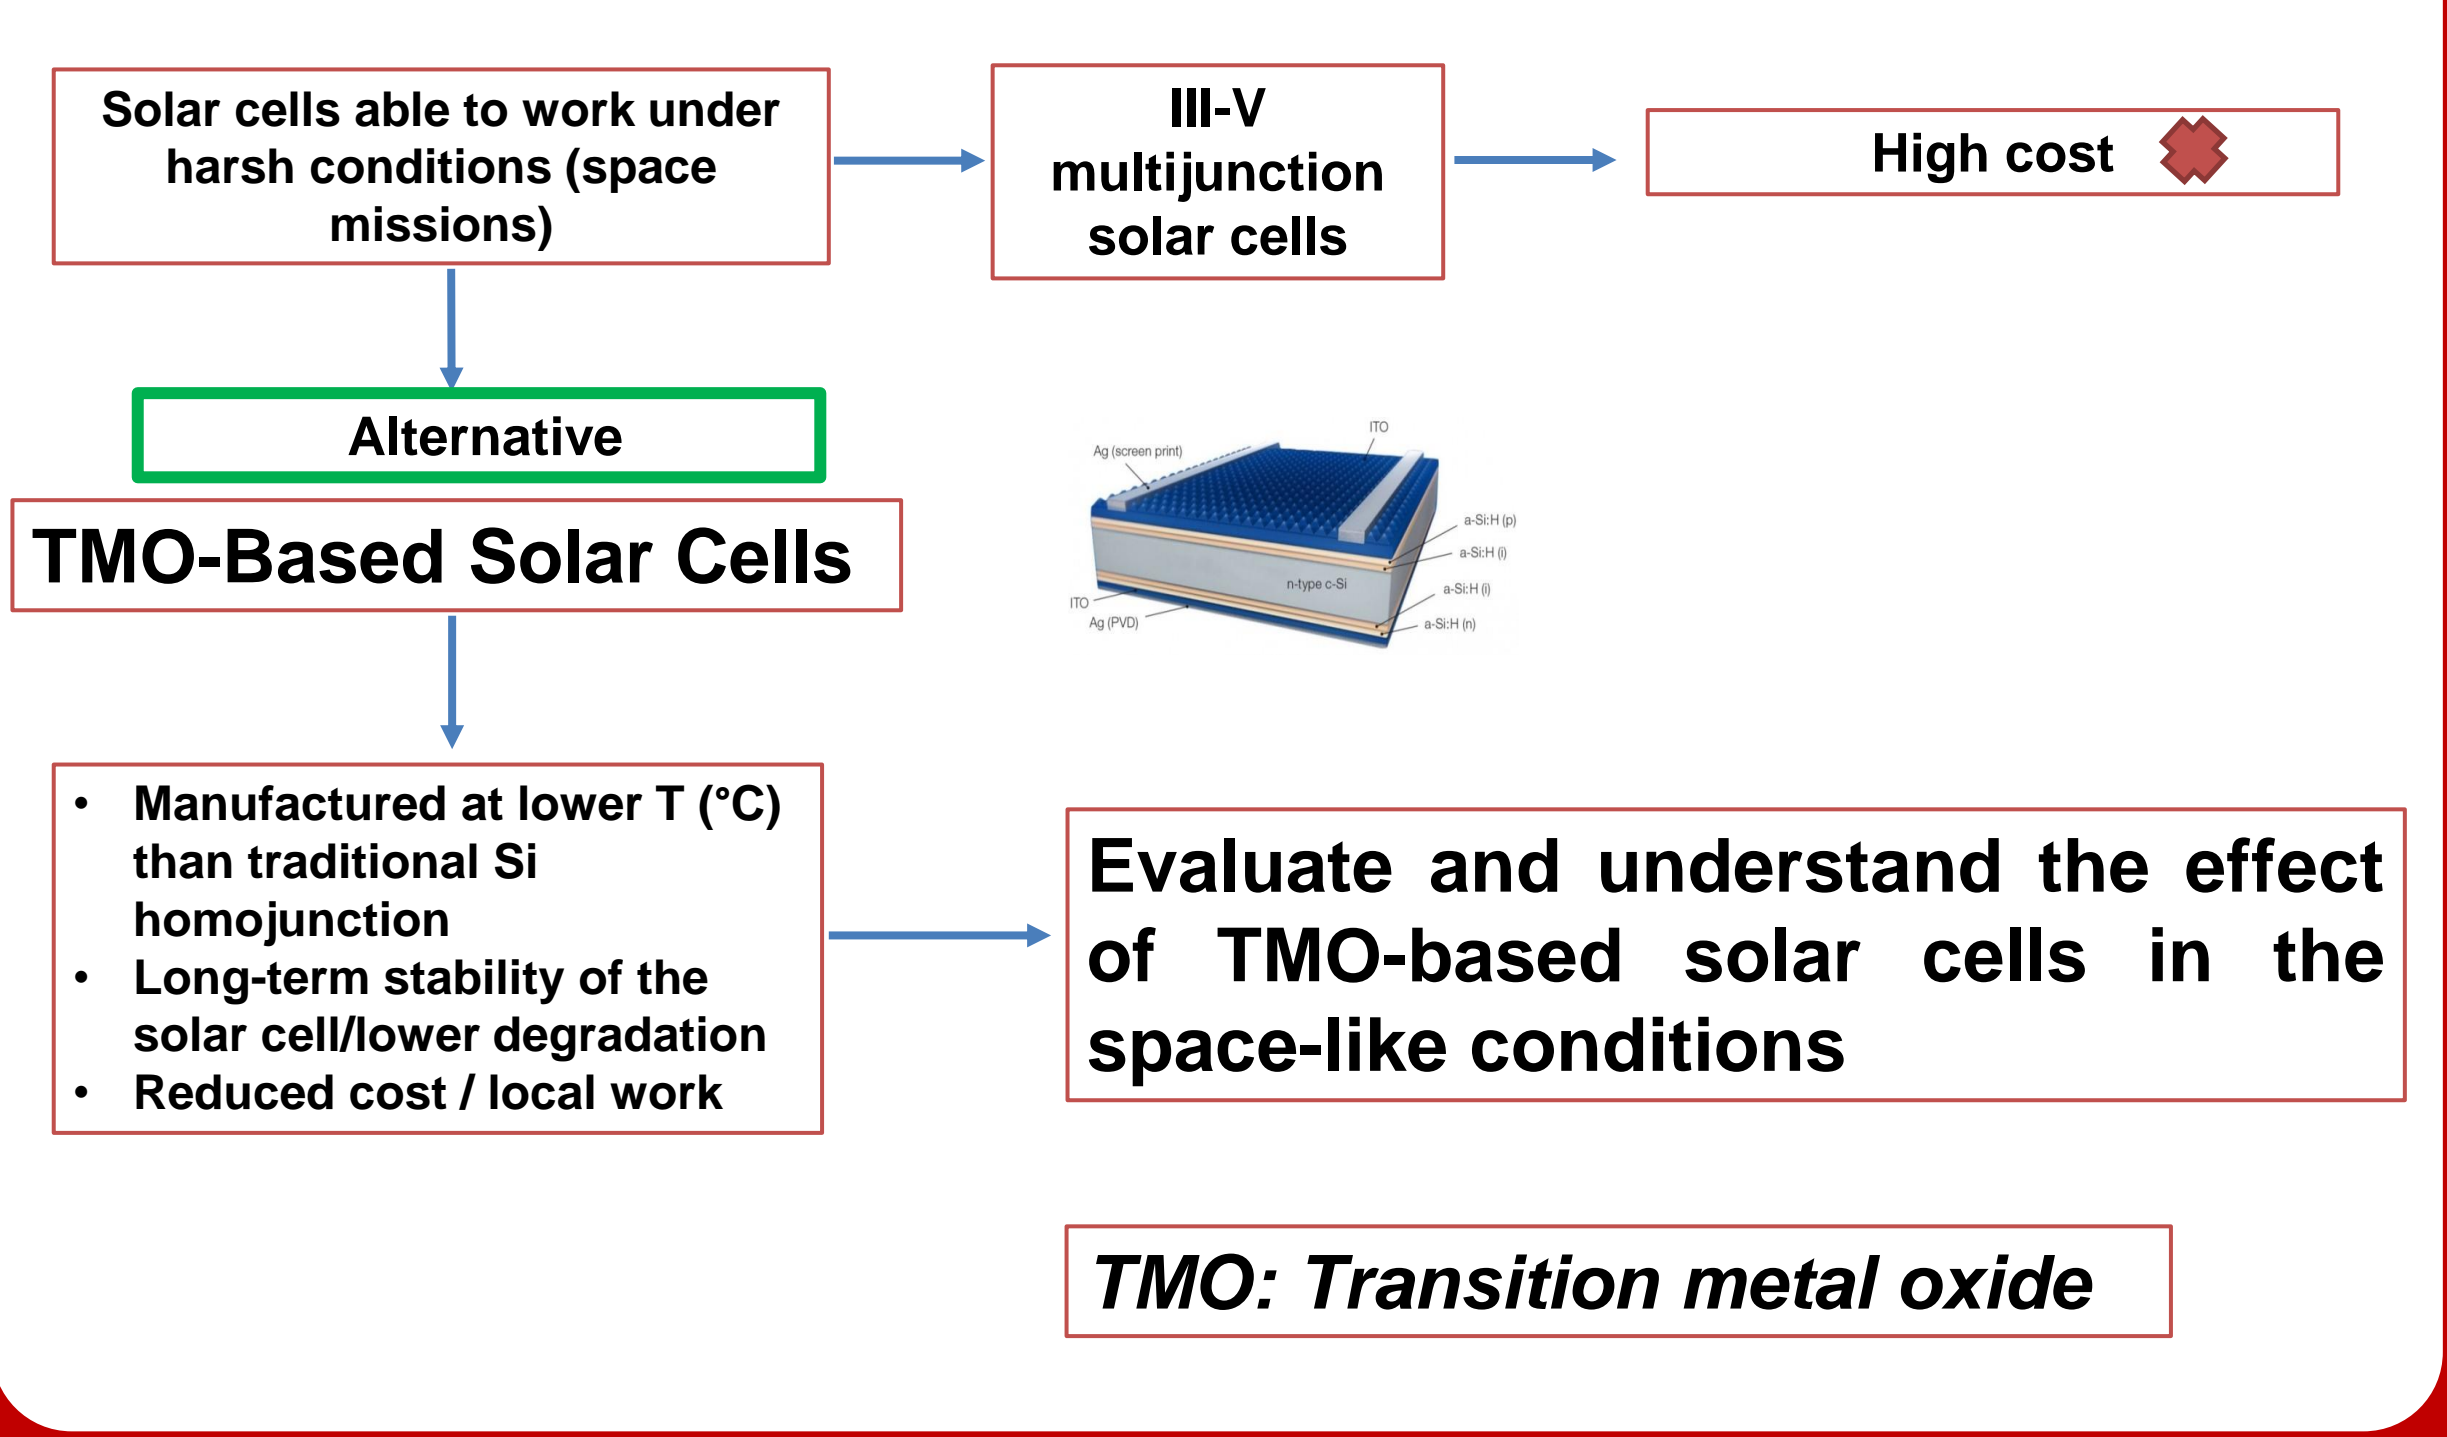 Solar cells able to work under
harsh conditions (space
missions)
III-V
multijunction
solar cells
High cost
Alternative
TMO-Based Solar Cells
ITO
Ag (screen print)
a-Si:H (p)
a-Si:H (i)
n-type c-Si
a-Si:H (i)
ITO
Ag (PVD)
a-Si:H (n)
• Manufactured at lower T (°C)
than traditional Si
homojunction
• Long-term stability of the
solar cell/lower degradation
• Reduced cost / local work
Evaluate and understand the effect
of TMO-based solar cells in the
space-like conditions
TMO: Transition metal oxide